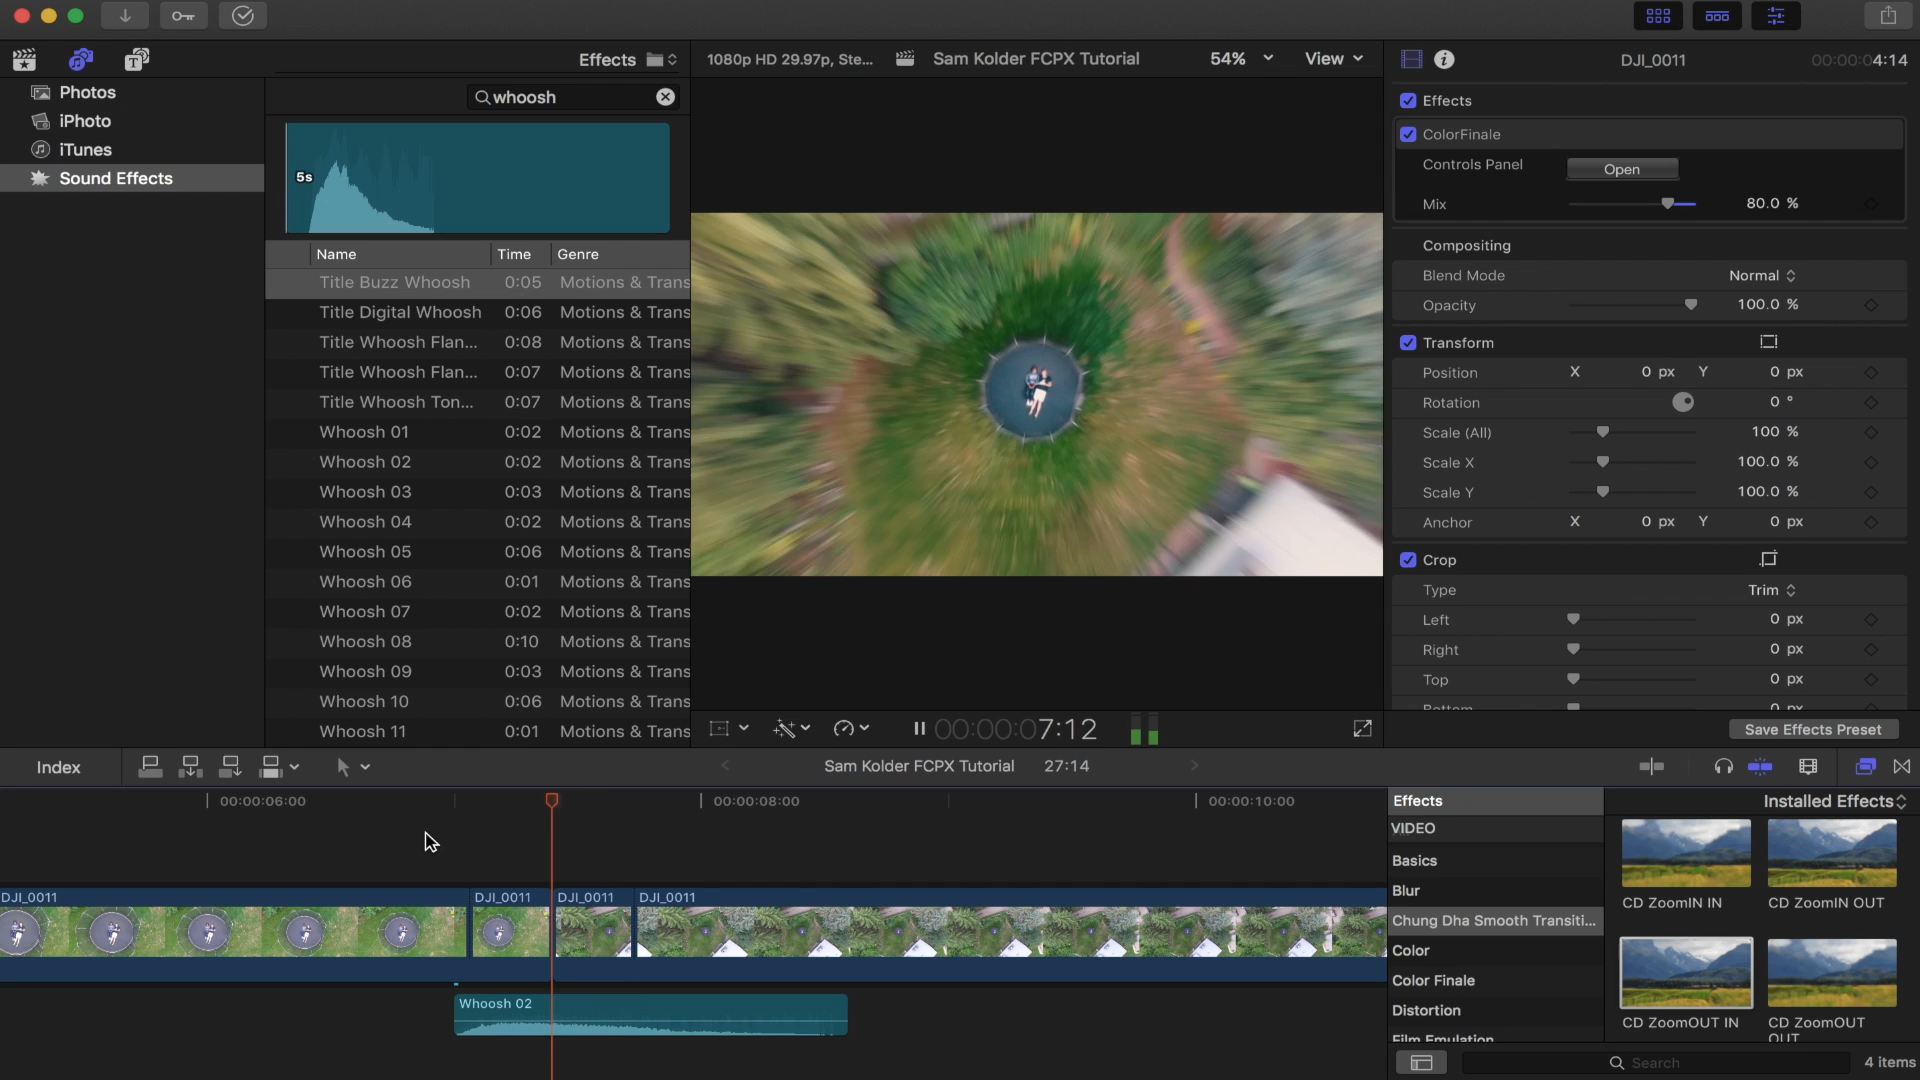 Effects
1080p HD 29.97p, Ste...
Sam Kolder FCPX Tutorial
54%
View
DJI_0011
00:00:04:14
Photos
iPhoto
iTunes
Sound Effects
whoosh
5s
Name Time Genre
Title Buzz Whoosh 0:05 Motions & Trans
Title Digital Whoosh 0:06 Motions & Trans
Title Whoosh Flan... 0:08 Motions & Trans
Title Whoosh Flan... 0:07 Motions & Trans
Title Whoosh Ton... 0:07 Motions & Trans
Whoosh 01 0:02 Motions & Trans
Whoosh 02 0:02 Motions & Trans
Whoosh 03 0:03 Motions & Trans
Whoosh 04 0:02 Motions & Trans
Whoosh 05 0:06 Motions & Trans
Whoosh 06 0:01 Motions & Trans
Whoosh 07 0:02 Motions & Trans
Whoosh 08 0:10 Motions & Trans
Whoosh 09 0:03 Motions & Trans
Whoosh 10 0:06 Motions & Trans
Whoosh 11 0:01 Motions & Trans
00:00:07:12
Effects
ColorFinale
Controls Panel Open
Mix 80.0 %
Compositing
Blend Mode Normal
Opacity 100.0 %
Transform
Position X 0 px Y 0 px
Rotation 0 °
Scale (All) 100 %
Scale X 100.0 %
Scale Y 100.0 %
Anchor X 0 px Y 0 px
Crop
Type Trim
Left 0 px
Right 0 px
Top 0 px
Bottom 0 px
Save Effects Preset
Index
Sam Kolder FCPX Tutorial 27:14
00:00:06:00
00:00:08:00
00:00:10:00
DJI_0011
DJI_0011
DJI_0011
DJI_0011
Whoosh 02
Effects
VIDEO
Basics
Blur
Chung Dha Smooth Transiti...
Color
Color Finale
Distortion
Film Emulation
Installed Effects
CD ZoomIN IN
CD ZoomIN OUT
CD ZoomOUT IN
CD ZoomOUT
OUT
Search
4 items